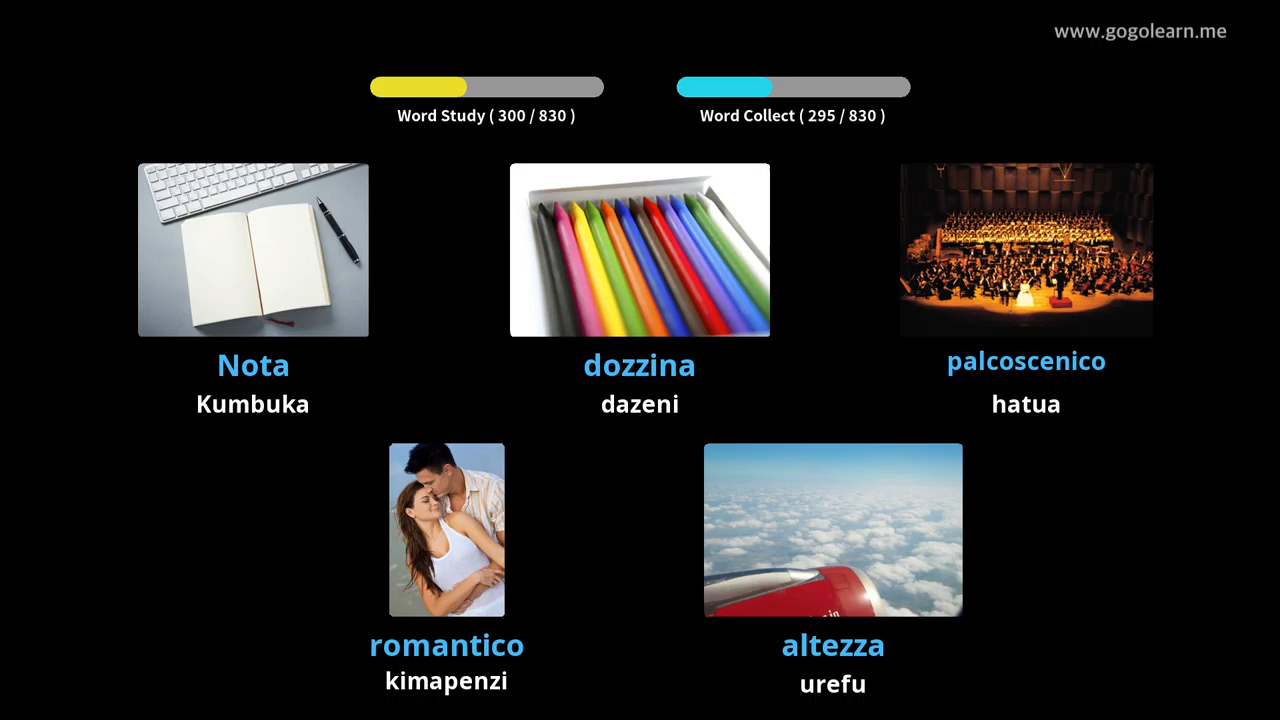 www.gogolearn.me
Word Study ( 300 / 830 )
Word Collect ( 295 / 830 )
Nota
Kumbuka
dozzina
dazeni
palcoscenico
hatua
romantico
kimapenzi
altezza
urefu